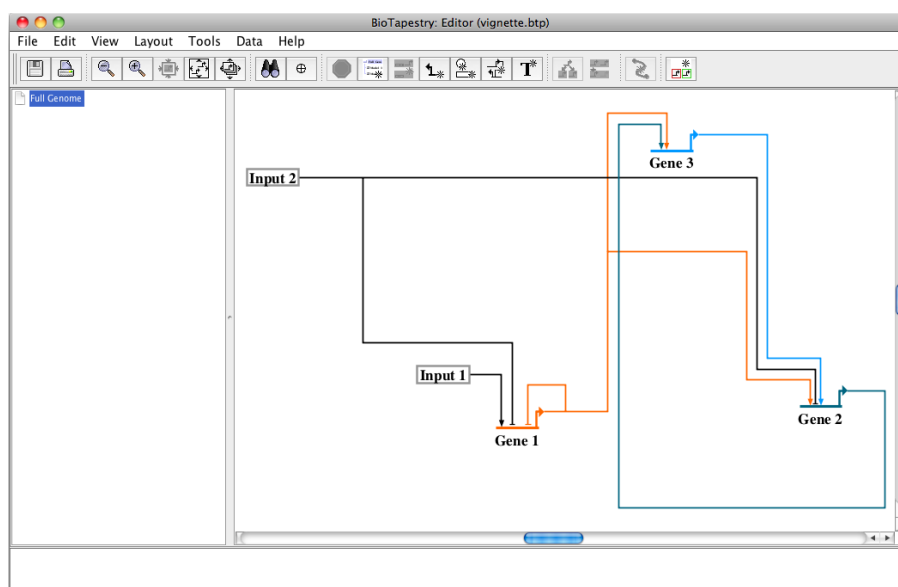 BioTapestry: Editor (vignette.btp)
File Edit View Layout Tools Data Help
T
Full Genome
Gene 3
Input 2
Input 1
Gene 2
Gene 1